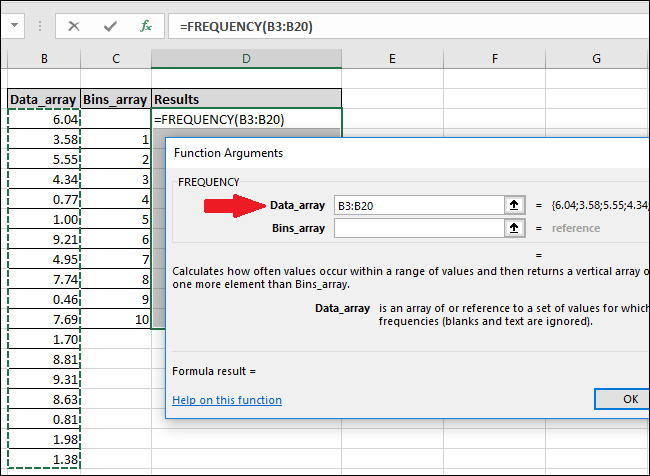 fx =FREQUENCY(B3:B20)
B C D E F G
Data_array Bins_array Results
6.04 =FREQUENCY(B3:B20)
3.58 1
5.55 2
4.34 3
0.77 4
1.00 5
9.21 6
4.95 7
7.74 8
0.46 9
7.69 10
1.70
8.81
9.31
8.63
0.81
1.98
1.38
Function Arguments
FREQUENCY
Data_array B3:B20 = {6.04;3.58;5.55;4.34;
Bins_array = reference
=
Calculates how often values occur within a range of values and then returns a vertical array o
one more element than Bins_array.
Data_array is an array of or reference to a set of values for which
frequencies (blanks and text are ignored).
Formula result =
Help on this function
OK